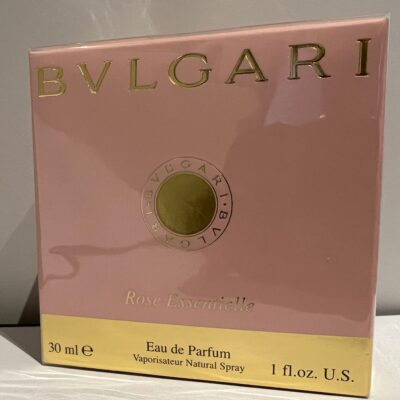 BVLGARI
BVLGARI · BVLGARI ·
Rose Essentielle
30 ml e
Eau de Parfum
Vaporisateur Natural Spray
1 fl.oz. U.S.